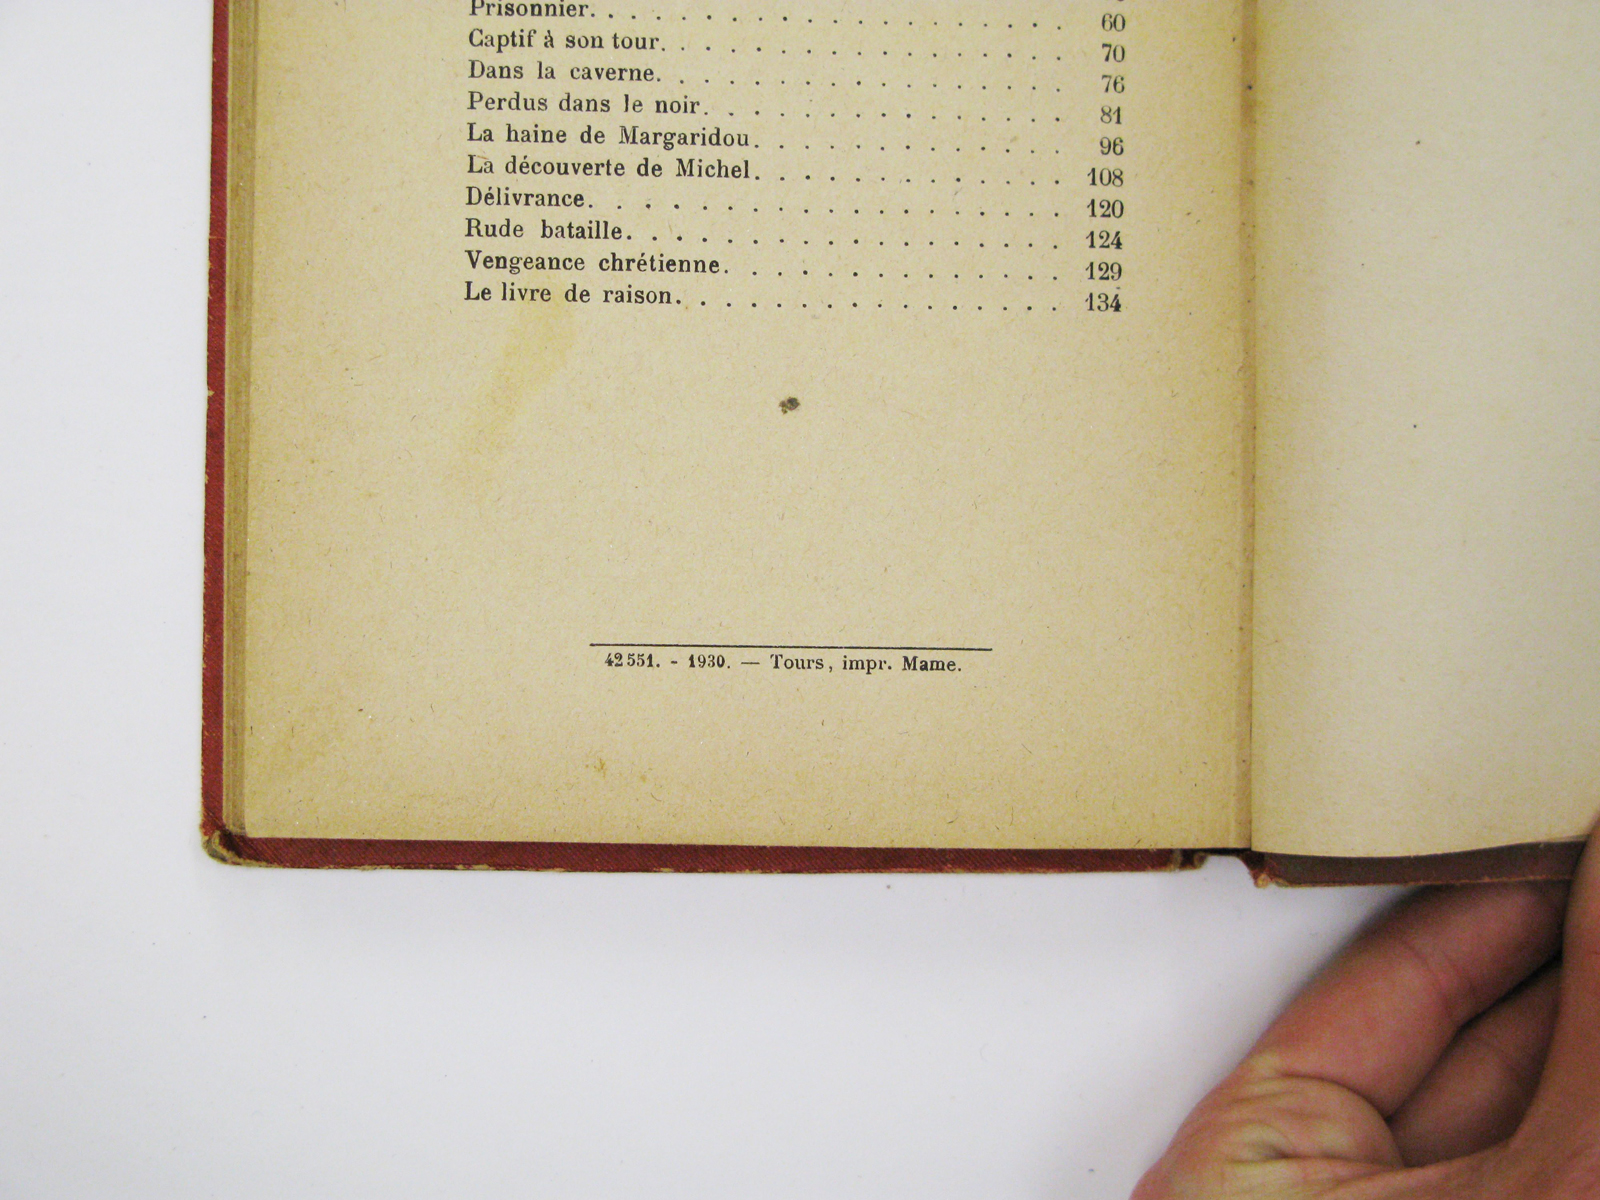 Prisonnier. . . . . . . . . . . . . . . . . . . 60
Captif à son tour. . . . . . . . . . . . . . . . 70
Dans la caverne. . . . . . . . . . . . . . . . . 76
Perdus dans le noir. . . . . . . . . . . . . . . 81
La haine de Margaridou. . . . . . . . . . . . . 96
La découverte de Michel. . . . . . . . . . . . . 108
Délivrance. . . . . . . . . . . . . . . . . . . 120
Rude bataille. . . . . . . . . . . . . . . . . . 124
Vengeance chrétienne. . . . . . . . . . . . . . 129
Le livre de raison. . . . . . . . . . . . . . . . 134
42 551. - 1930. — Tours, impr. Mame.